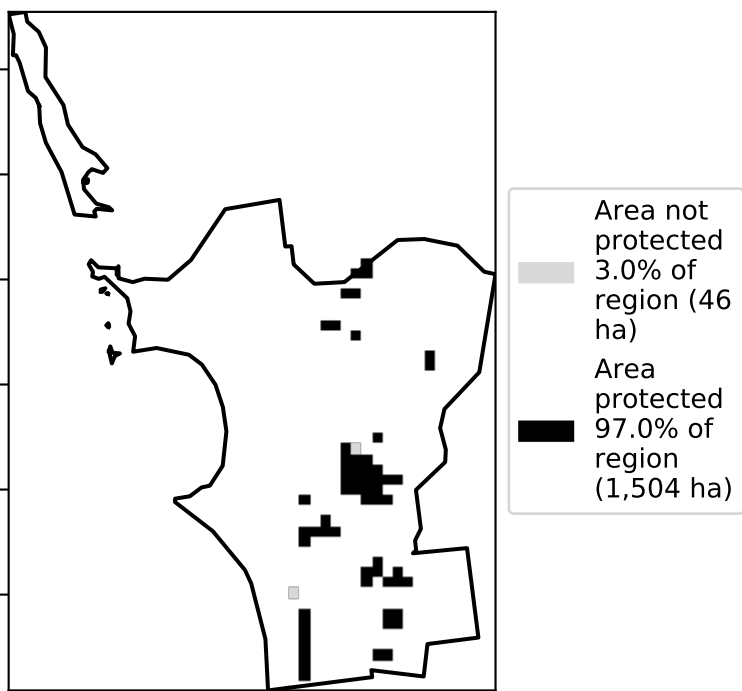 Area not
protected
3.0% of
region (46
ha)
Area
protected
97.0% of
region
(1,504 ha)